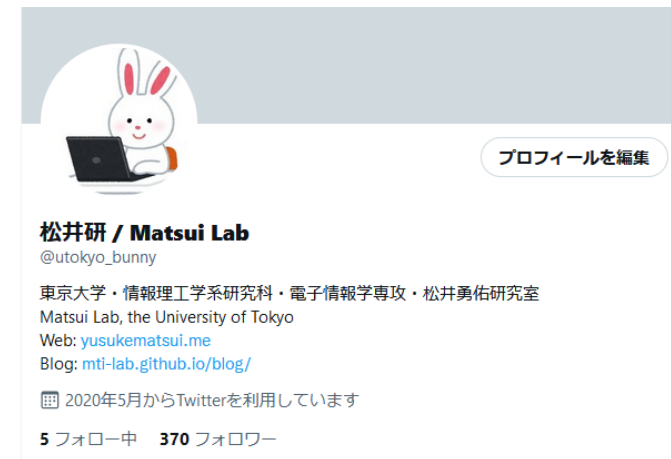 プロフィールを編集
松井研 / Matsui Lab
@utokyo_bunny
東京大学・情報理工学系研究科・電子情報学専攻・松井勇佑研究室
Matsui Lab, the University of Tokyo
Web: yusukematsui.me
Blog: mti-lab.github.io/blog/
2020年5月からTwitterを利用しています
5 フォロー中 370 フォロワー